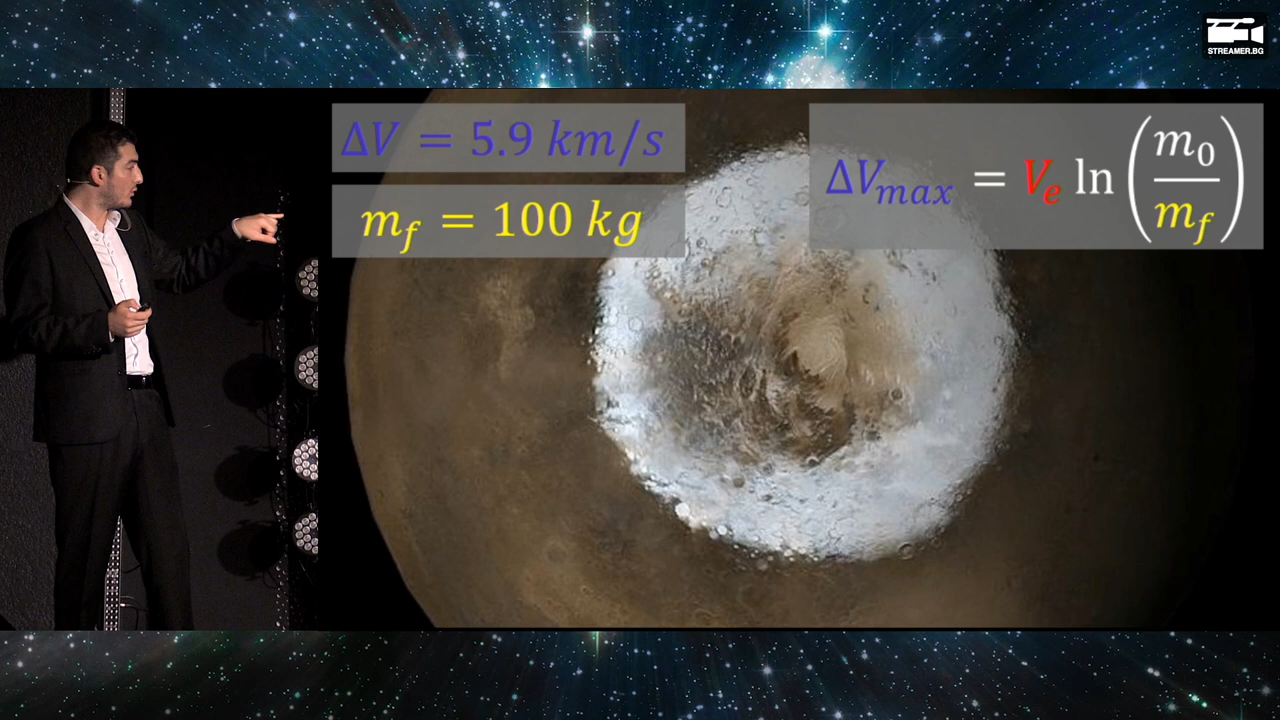 STREAMER.BG
ΔV = 5.9 km/s
m_f = 100 kg
ΔV_max = V_e ln(m_0/m_f)